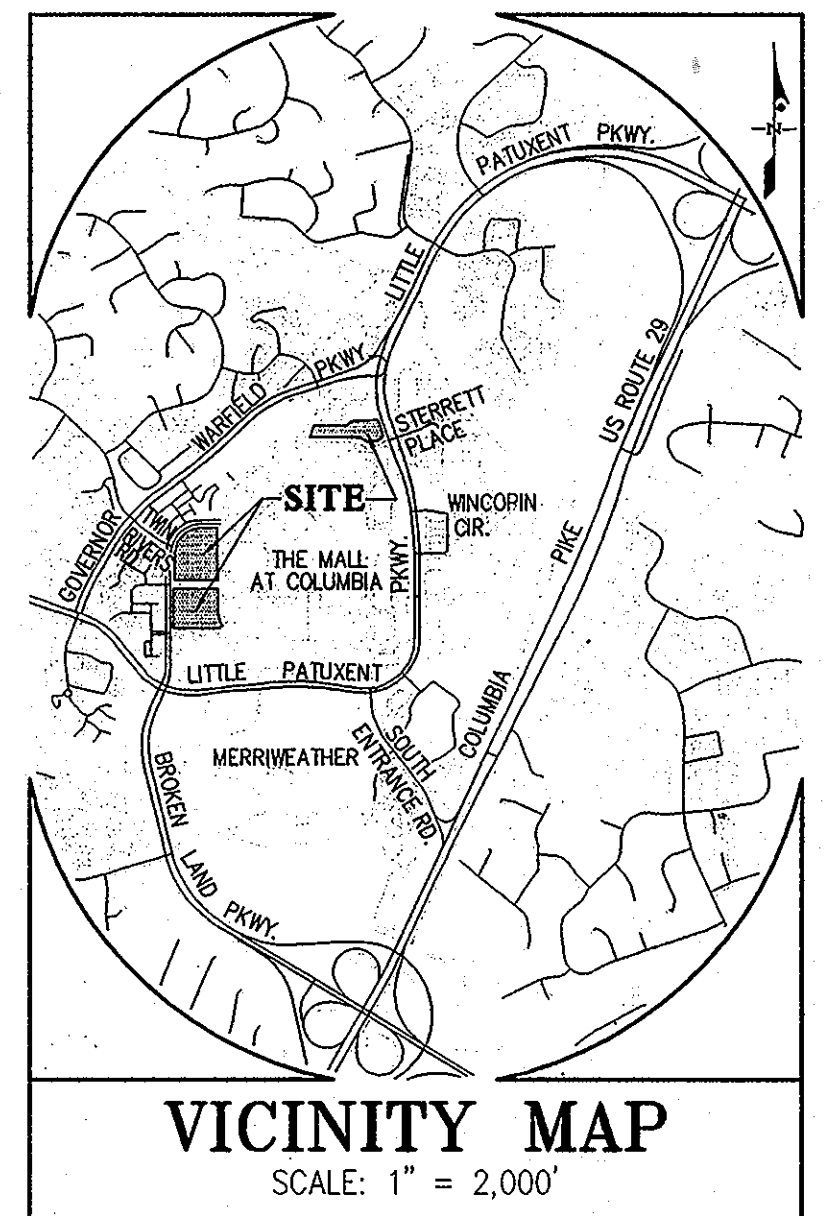 PATUXENT PKWY.
N
LITTLE
US ROUTE 29
WARFIELD PKWY.
STERRETT
PLACE
SITE
WINCOPIN
CIR.
GOVERNOR
TWIN
RIVERS
RD.
THE MALL
AT COLUMBIA
PKWY.
PIKE
LITTLE PATUXENT
COLUMBIA
SOUTH
ENTRANCE RD.
MERRIWEATHER
BROKEN
LAND PKWY.
VICINITY MAP
SCALE: 1" = 2,000'